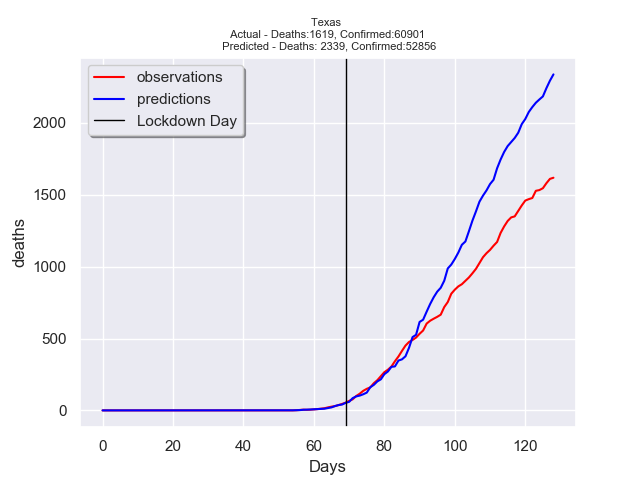 Texas
Actual - Deaths:1619, Confirmed:60901
Predicted - Deaths: 2339, Confirmed:52856
observations
predictions
Lockdown Day
2000
1500
1000
500
0
deaths
0 20 40 60 80 100 120
Days